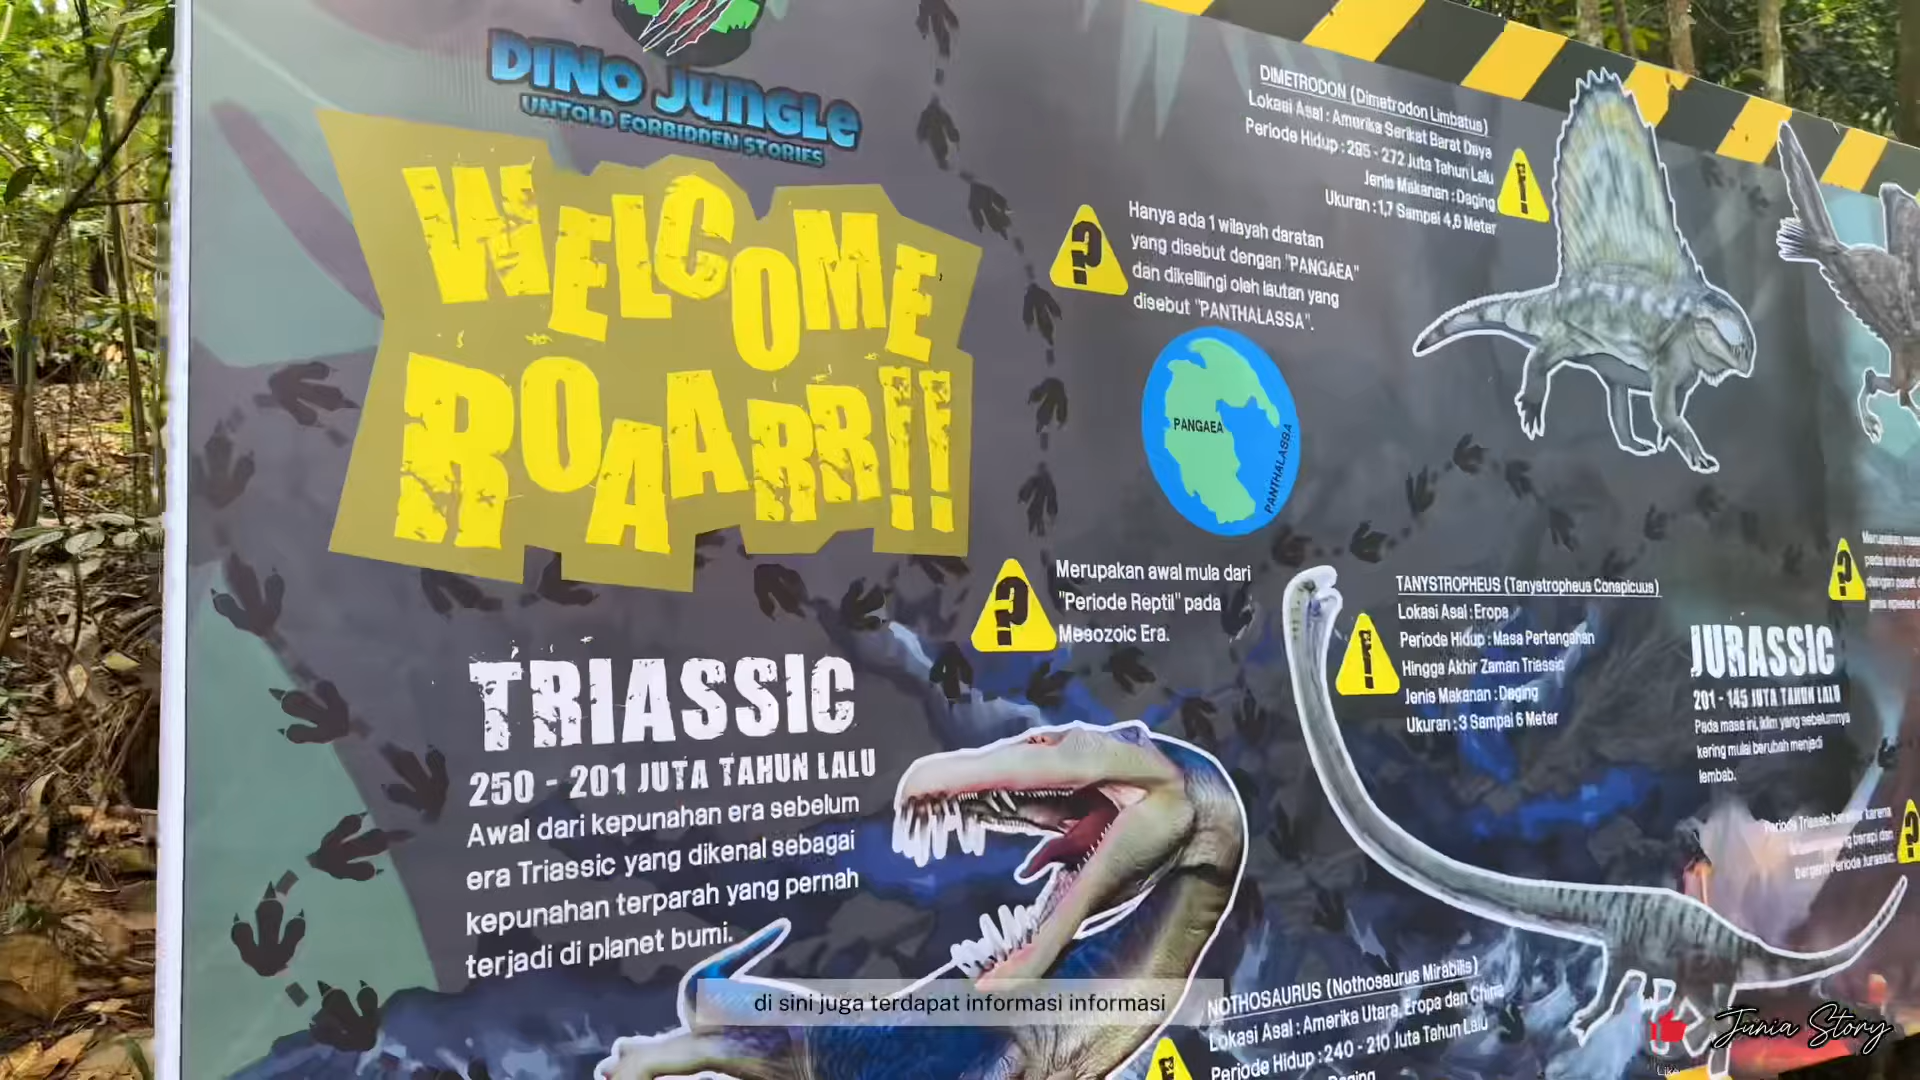 DINO JUNGLE
UNTOLD FORBIDDEN STORIES
WELCOME
ROAARR!!
DIMETRODON (Dimetrodon Limbatus)
Lokasi Asal : Amerika Serikat Barat Daya
Periode Hidup : 295 - 272 Juta Tahun Lalu
Jenis Makanan : Daging
Ukuran : 1,7 Sampai 4,6 Meter
Hanya ada 1 wilayah daratan
yang disebut dengan "PANGAEA"
dan dikelilingi oleh lautan yang
disebut "PANTHALASSA".
PANGAEA
PANTHALASSA
Merupakan awal mula dari
"Periode Reptil" pada
Mesozoic Era.
TRIASSIC
250 - 201 JUTA TAHUN LALU
Awal dari kepunahan era sebelum
era Triassic yang dikenal sebagai
kepunahan terparah yang pernah
terjadi di planet bumi.
TANYSTROPHEUS (Tanystropheus Conspicuus)
Lokasi Asal : Eropa
Periode Hidup : Masa Pertengahan
Hingga Akhir Zaman Triassic
Jenis Makanan : Daging
Ukuran : 3 Sampai 6 Meter
JURASSIC
201 - 145 JUTA TAHUN LALU
Pada masa ini, iklim yang sebelumnya
kering mulai berubah menjadi
lembab.
NOTHOSAURUS (Nothosaurus Mirabilis)
Lokasi Asal : Amerika Utara, Eropa dan China
Periode Hidup : 240 - 210 Juta Tahun Lalu
di sini juga terdapat informasi informasi
Junia Story
Like